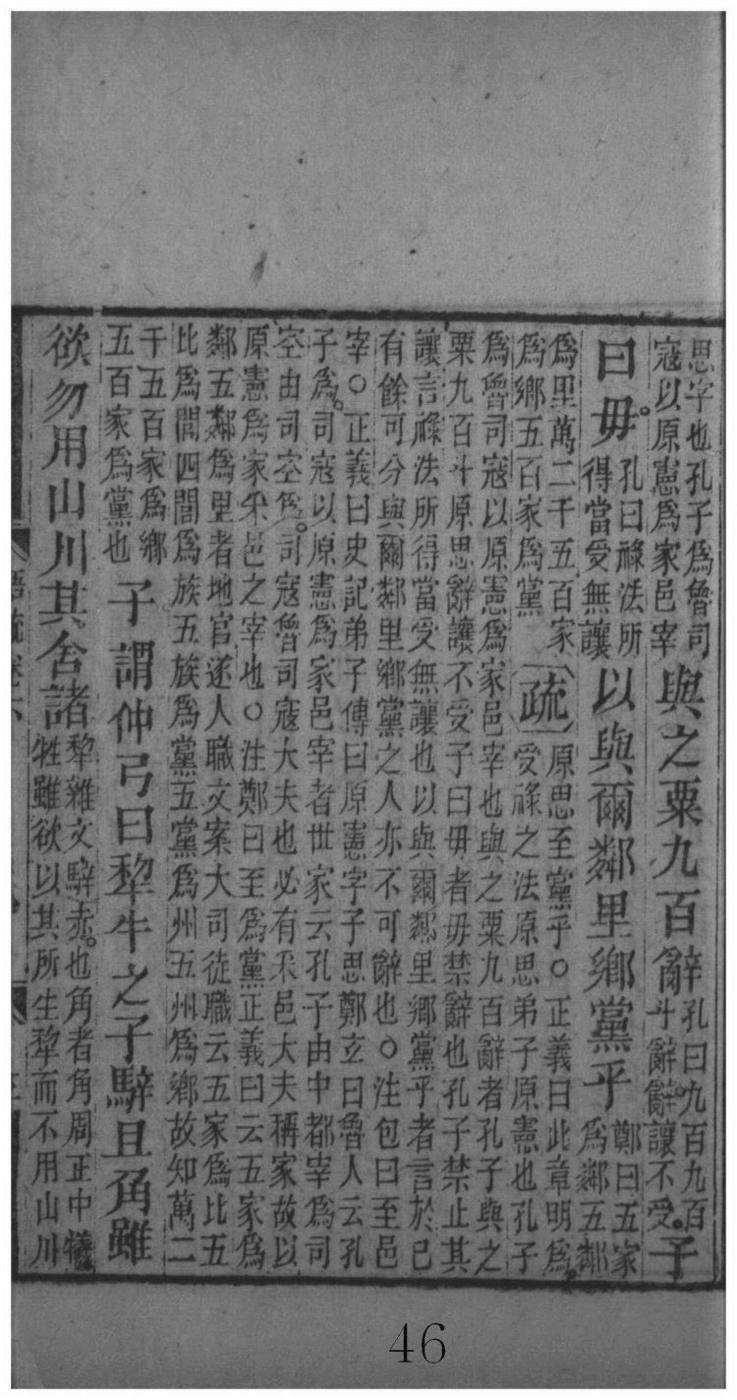 思字也孔子爲魯司
寇以原憲爲家邑宰
與之粟九百辭
孔曰九百九百
斗辭辭讓不受
子
曰毋
孔曰祿法所
得當受無讓
以與爾鄰里鄉黨乎
鄭曰五家
爲鄰五鄰
爲里萬二千五百家
爲鄉五百家爲黨
疏
原思至黨乎○正義曰此章明爲
受祿之法原思弟子原憲也孔子
爲魯司寇以原憲爲家邑宰也與之粟九百辭者孔子與之
粟九百斗原思辭讓不受子曰毋者毋禁辭也孔子禁止其
讓言祿法所得當受無讓也以與爾鄰里鄉黨乎者言於己
有餘可分與爾鄰里鄉黨之人亦不可辭也○注包曰至邑
宰○正義曰史記弟子傳曰原憲字子思鄭玄曰魯人云孔
子爲司寇以原憲爲家邑宰者世家云孔子由中都宰爲司
空由司空爲司寇魯司寇大夫也必有采邑大夫稱家故以
原憲爲家采邑之宰也○注鄭曰至爲黨正義曰云五家爲
鄰五鄰爲里者地官遂人職文案大司徒職云五家爲比五
比爲閭四閭爲族五族爲黨五黨爲州五州爲鄉故知萬二
千五百家爲鄉
五百家爲黨也
子謂仲弓曰犂牛之子騂且角雖
欲勿用山川其舍諸
犂雜文騂赤也角者角周正中犧
牲雖欲以其所生犂而不用山川
46